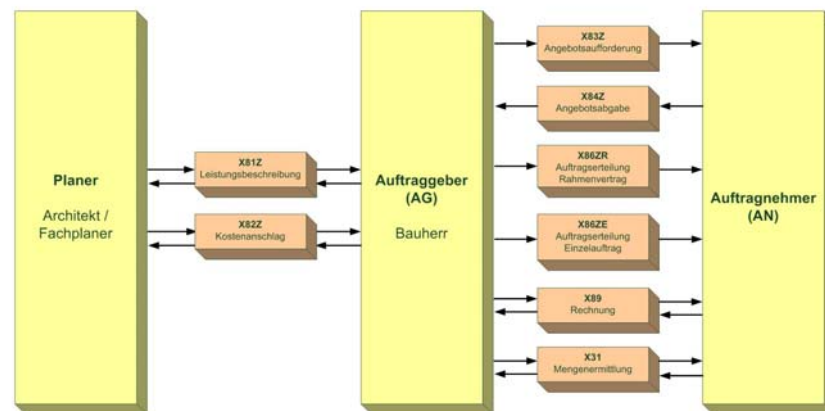 Planer
Architekt /
Fachplaner
X81Z
Leistungsbeschreibung
X82Z
Kostenanschlag
Auftraggeber
(AG)
Bauherr
X83Z
Angebotsaufforderung
X84Z
Angebotsabgabe
X86ZR
Auftragserteilung
Rahmenvertrag
X86ZE
Auftragserteilung
Einzelauftrag
X89
Rechnung
X31
Mengenermittlung
Auftragnehmer
(AN)